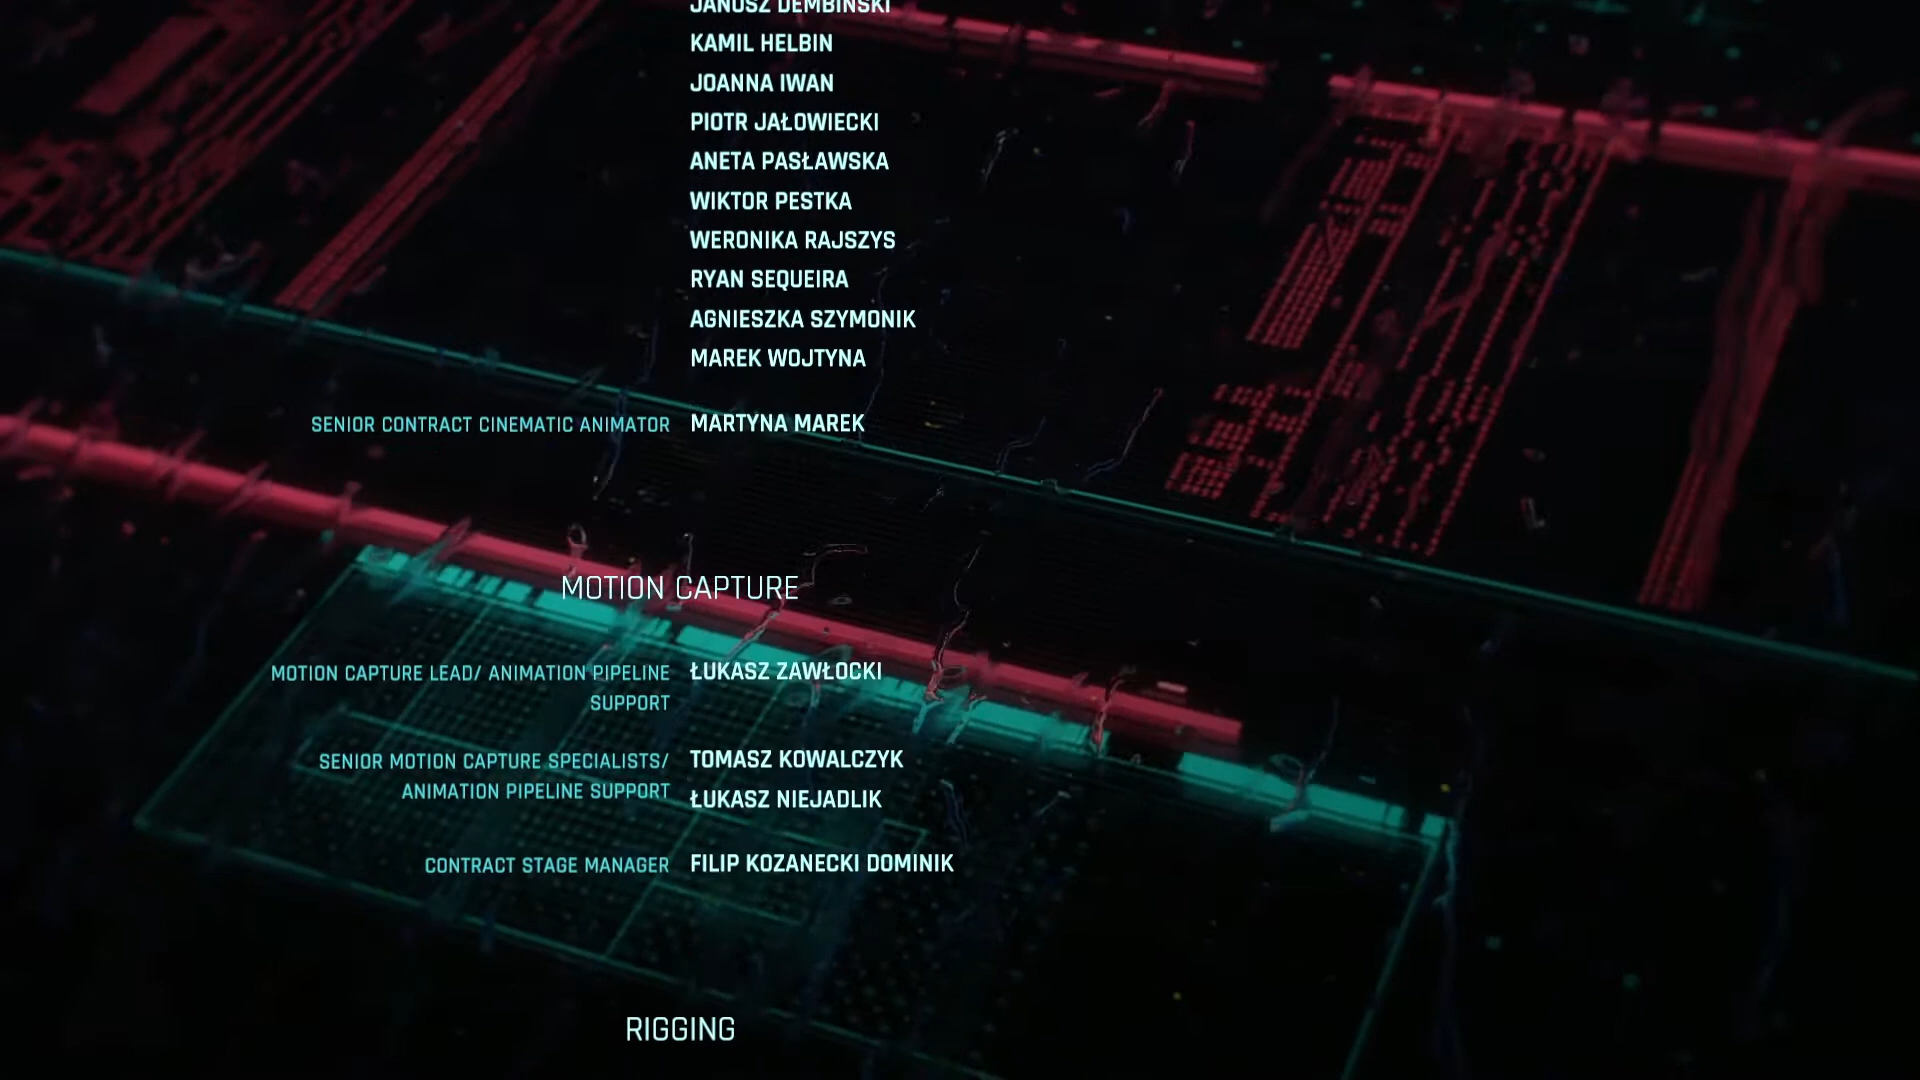 JANUSZ DEMBIŃSKI
KAMIL HELBIN
JOANNA IWAN
PIOTR JAŁOWIECKI
ANETA PASŁAWSKA
WIKTOR PESTKA
WERONIKA RAJSZYS
RYAN SEQUEIRA
AGNIESZKA SZYMONIK
MAREK WOJTYNA
SENIOR CONTRACT CINEMATIC ANIMATOR MARTYNA MAREK
MOTION CAPTURE
MOTION CAPTURE LEAD/ ANIMATION PIPELINE ŁUKASZ ZAWŁOCKI
SUPPORT
SENIOR MOTION CAPTURE SPECIALISTS/ TOMASZ KOWALCZYK
ANIMATION PIPELINE SUPPORT ŁUKASZ NIEJADLIK
CONTRACT STAGE MANAGER FILIP KOZANECKI DOMINIK
RIGGING